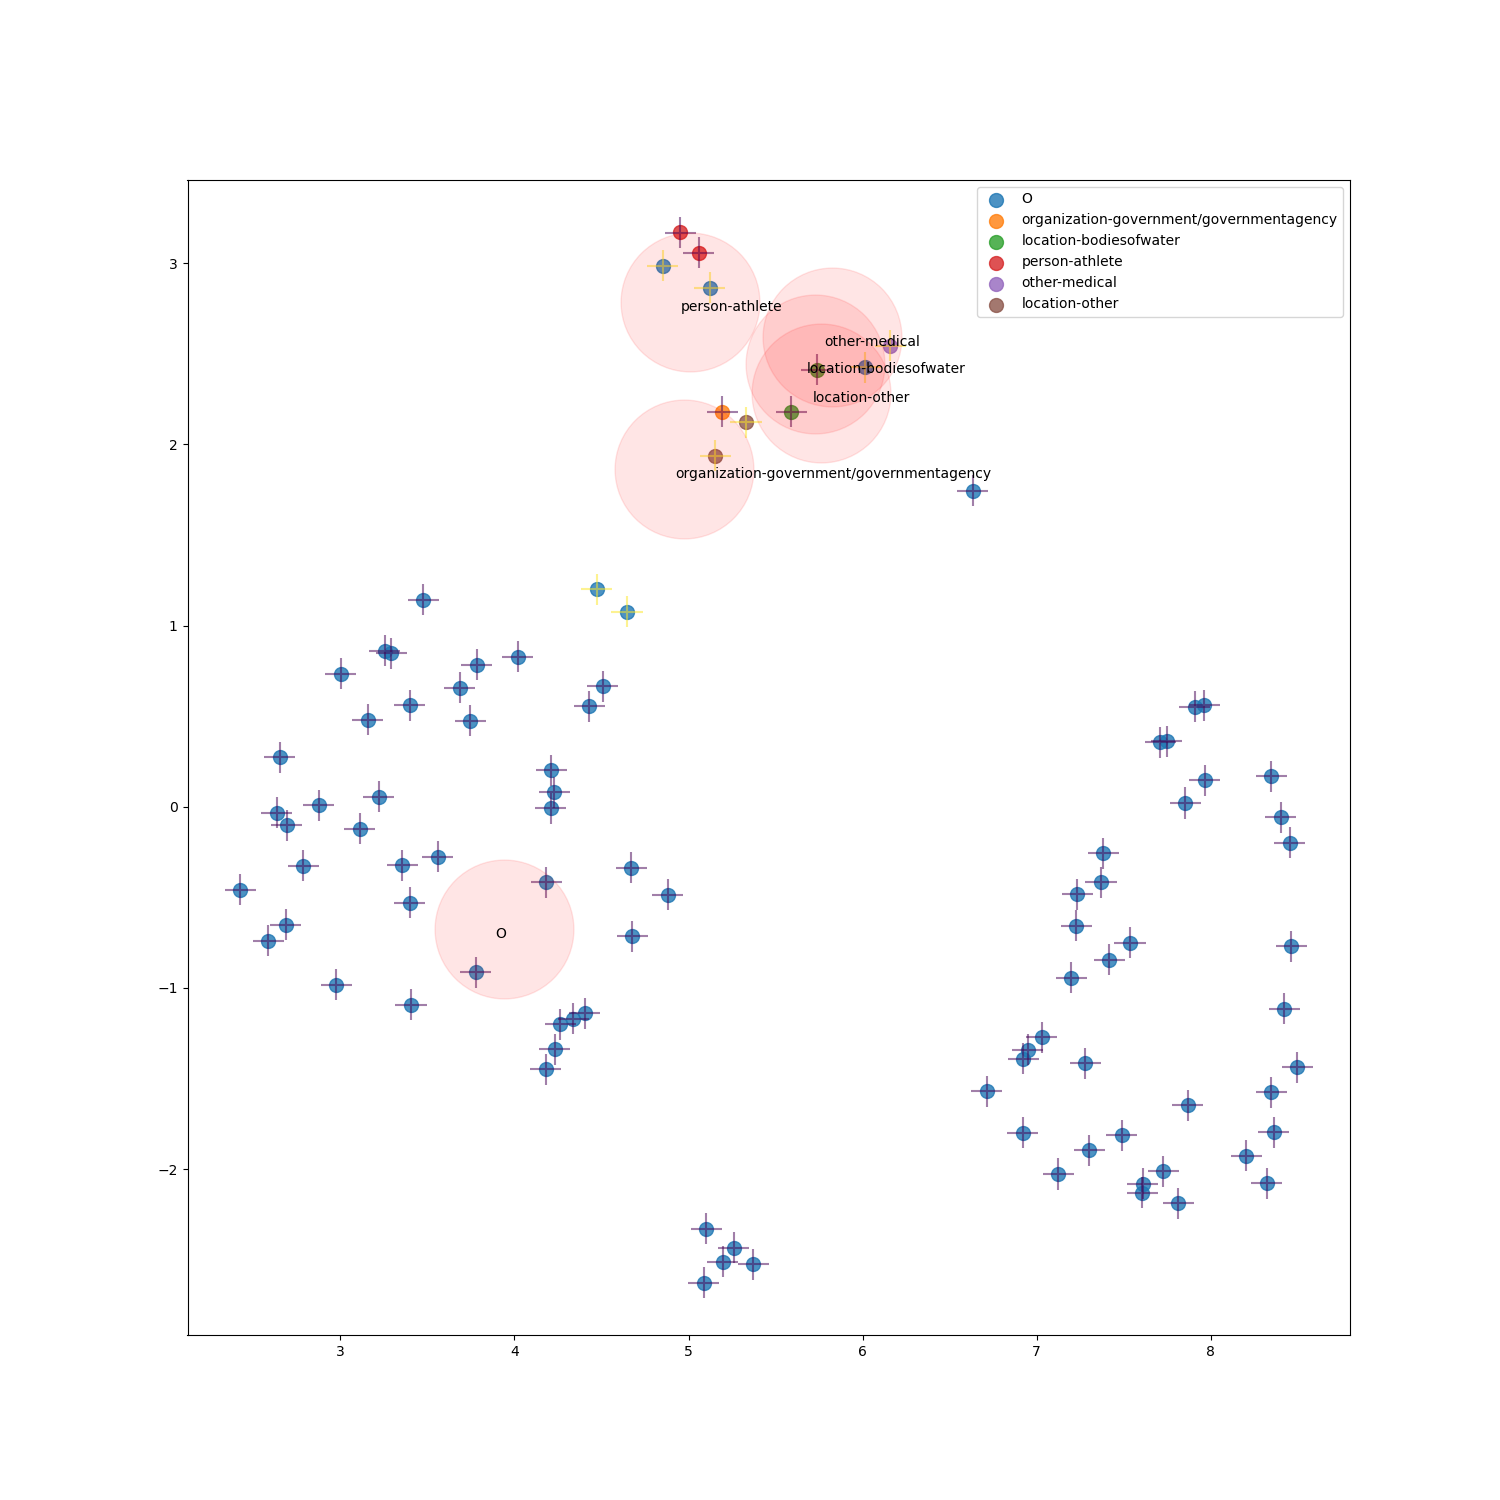 O
organization-government/governmentagency
location-bodiesofwater
person-athlete
other-medical
location-other
person-athlete
other-medical
location-bodiesofwater
location-other
organization-government/governmentagency
O
3
2
1
0
−1
−2
3 4 5 6 7 8